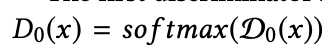 D₀(x) = softmax(𝒟₀(x))